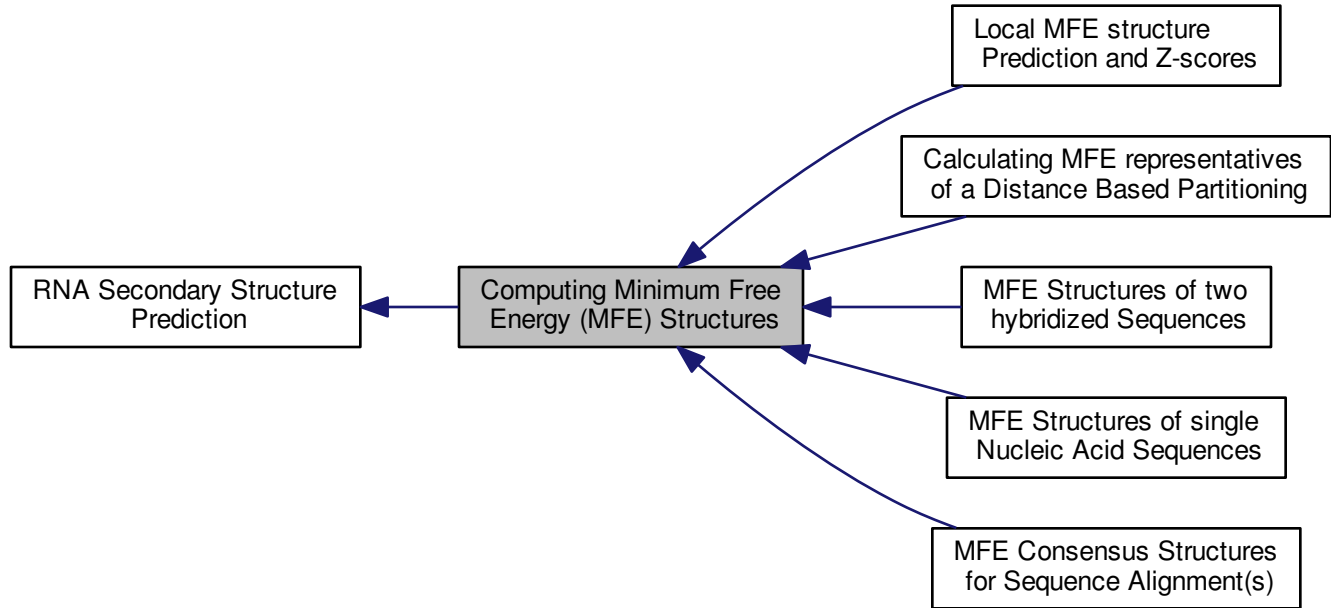 RNA Secondary Structure
Prediction
Computing Minimum Free
Energy (MFE) Structures
Local MFE structure
Prediction and Z-scores
Calculating MFE representatives
of a Distance Based Partitioning
MFE Structures of two
hybridized Sequences
MFE Structures of single
Nucleic Acid Sequences
MFE Consensus Structures
for Sequence Alignment(s)